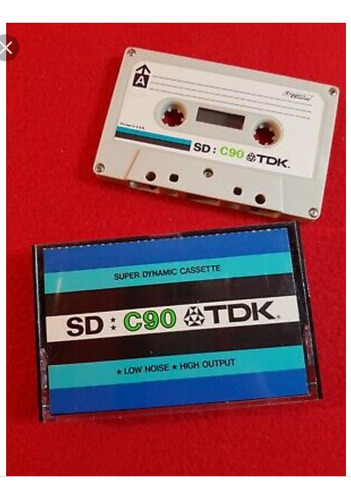 A
SD : C90 TDK
SUPER DYNAMIC CASSETTE
SD : C90 TDK
★ LOW NOISE ★ HIGH OUTPUT